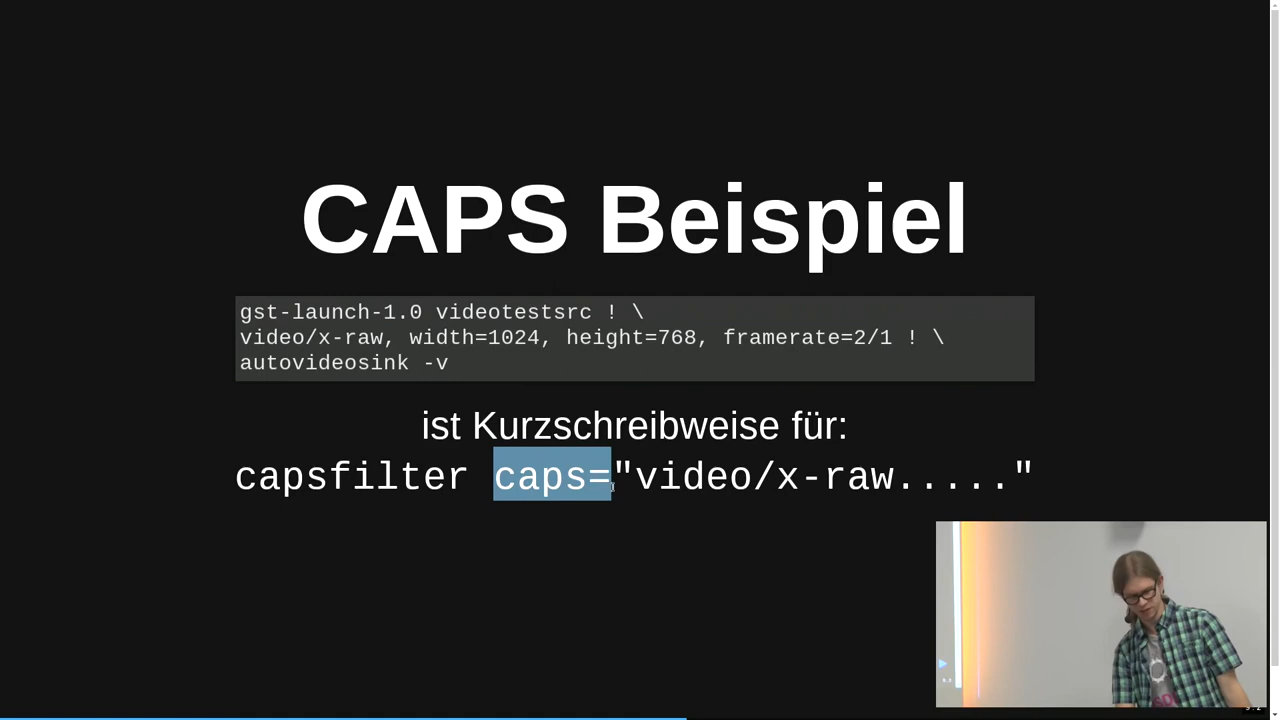 CAPS Beispiel
gst-launch-1.0 videotestsrc ! \
video/x-raw, width=1024, height=768, framerate=2/1 ! \
autovideosink -v
ist Kurzschreibweise für:
capsfilter caps="video/x-raw....."